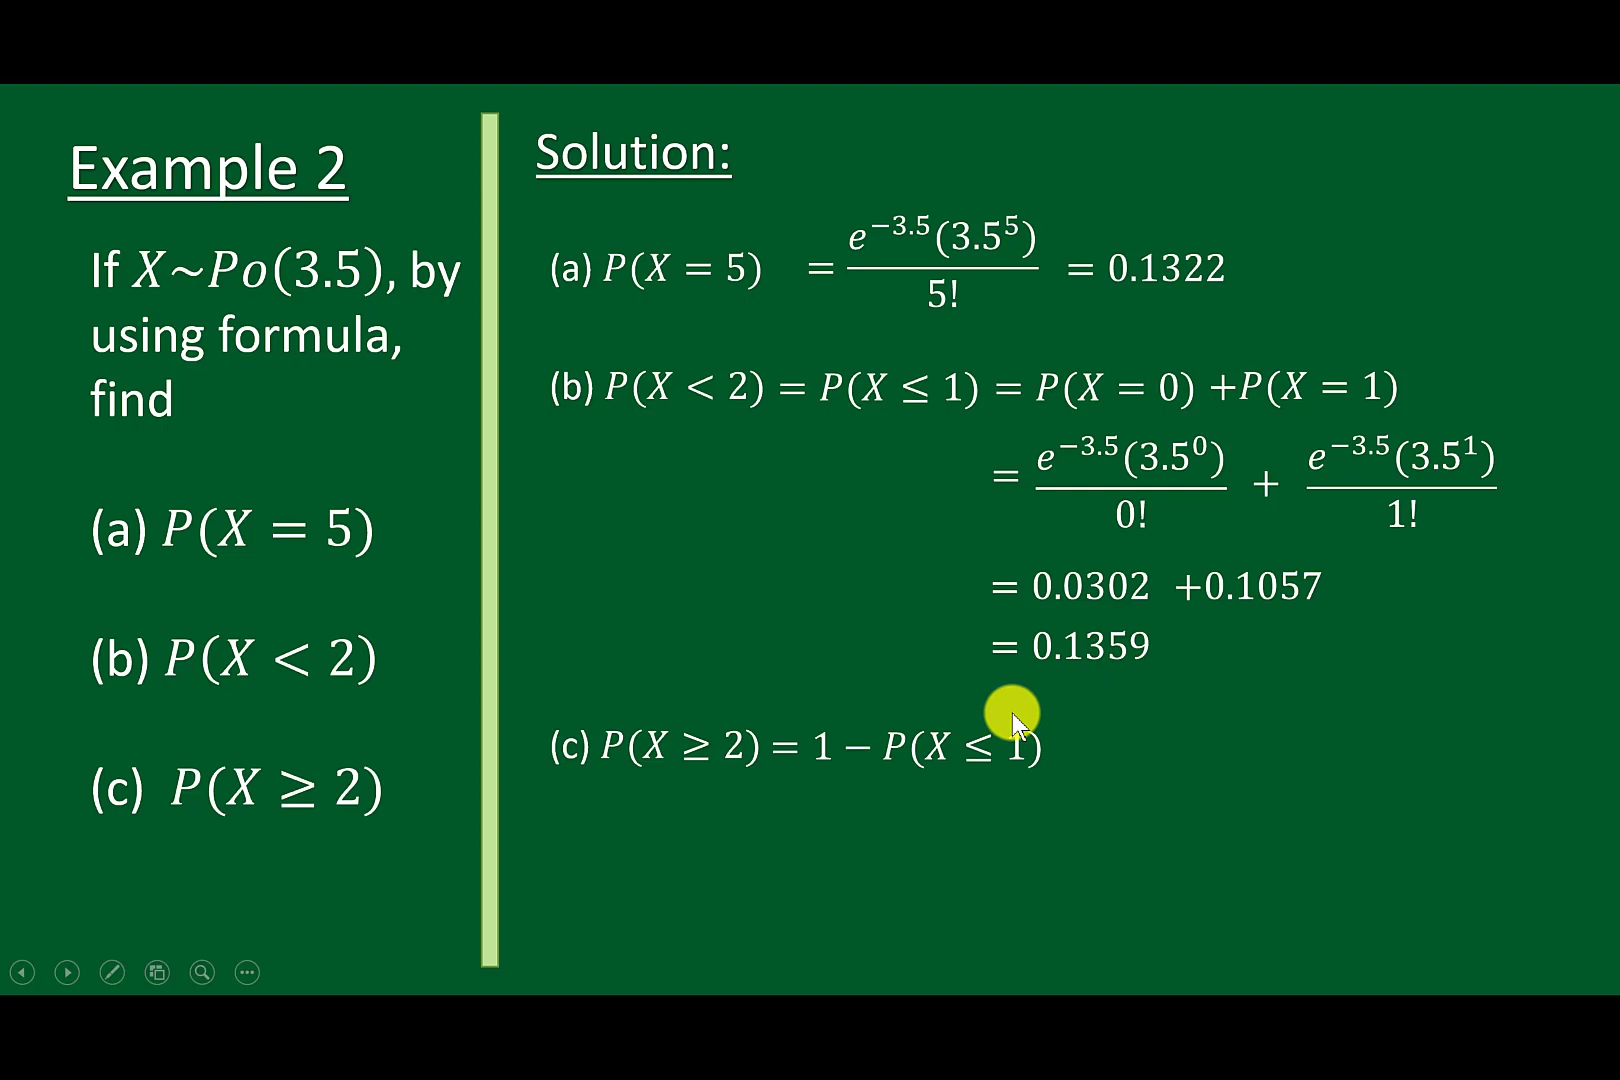 Example 2
If X~Po(3.5), by
using formula,
find
(a) P(X = 5)
(b) P(X < 2)
(c) P(X ≥ 2)
Solution:
(a) P(X = 5) = e^−3.5(3.5^5)/5! = 0.1322
(b) P(X < 2) = P(X ≤ 1) = P(X = 0) +P(X = 1)
= e^−3.5(3.5^0)/0! + e^−3.5(3.5^1)/1!
= 0.0302 +0.1057
= 0.1359
(c) P(X ≥ 2) = 1 − P(X ≤ 1)